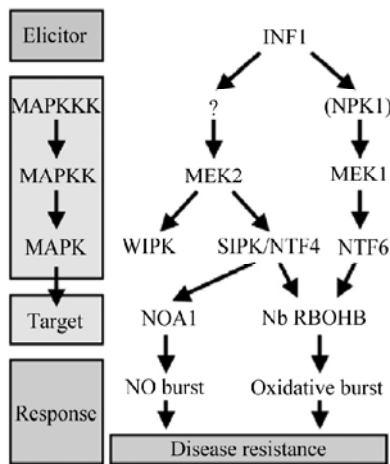 Elicitor
INF1
MAPKKK
?
(NPK1)
MAPKK
MEK2
MEK1
MAPK
WIPK
SIPK/NTF4
NTF6
Target
NOA1
Nb RBOHB
Response
NO burst
Oxidative burst
Disease resistance